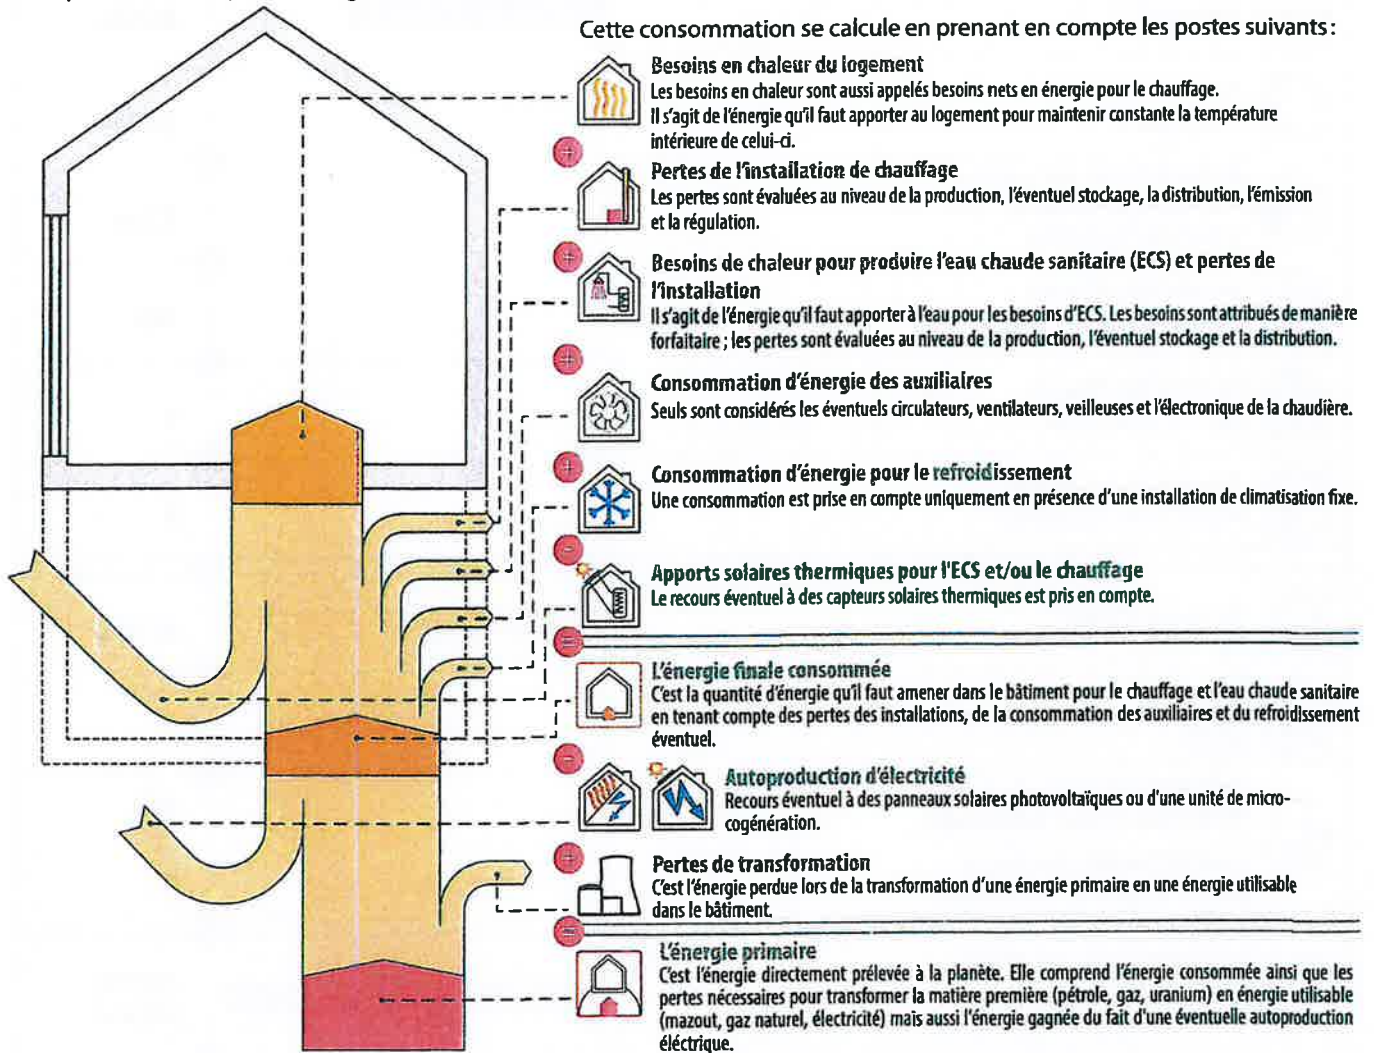 Cette consommation se calcule en prenant en compte les postes suivants :
Besoins en chaleur du logement
Les besoins en chaleur sont aussi appelés besoins nets en énergie pour le chauffage.
Il s'agit de l'énergie qu'il faut apporter au logement pour maintenir constante la température
intérieure de celui-ci.
+
Pertes de l'installation de chauffage
Les pertes sont évaluées au niveau de la production, l'éventuel stockage, la distribution, l'émission
et la régulation.
+
Besoins de chaleur pour produire l'eau chaude sanitaire (ECS) et pertes de
l'installation
Il s'agit de l'énergie qu'il faut apporter à l'eau pour les besoins d'ECS. Les besoins sont attribués de manière
forfaitaire ; les pertes sont évaluées au niveau de la production, l'éventuel stockage et la distribution.
+
Consommation d'énergie des auxiliaires
Seuls sont considérés les éventuels circulateurs, ventilateurs, veilleuses et l'électronique de la chaudière.
+
Consommation d'énergie pour le refroidissement
Une consommation est prise en compte uniquement en présence d'une installation de climatisation fixe.
-
Apports solaires thermiques pour l'ECS et/ou le chauffage
Le recours éventuel à des capteurs solaires thermiques est pris en compte.
=
L'énergie finale consommée
C'est la quantité d'énergie qu'il faut amener dans le bâtiment pour le chauffage et l'eau chaude sanitaire
en tenant compte des pertes des installations, de la consommation des auxiliaires et du refroidissement
éventuel.
-
Autoproduction d'électricité
Recours éventuel à des panneaux solaires photovoltaïques ou d'une unité de micro-
cogénération.
+
Pertes de transformation
C'est l'énergie perdue lors de la transformation d'une énergie primaire en une énergie utilisable
dans le bâtiment.
=
L'énergie primaire
C'est l'énergie directement prélevée à la planète. Elle comprend l'énergie consommée ainsi que les
pertes nécessaires pour transformer la matière première (pétrole, gaz, uranium) en énergie utilisable
(mazout, gaz naturel, électricité) mais aussi l'énergie gagnée du fait d'une éventuelle autoproduction
éléctrique.